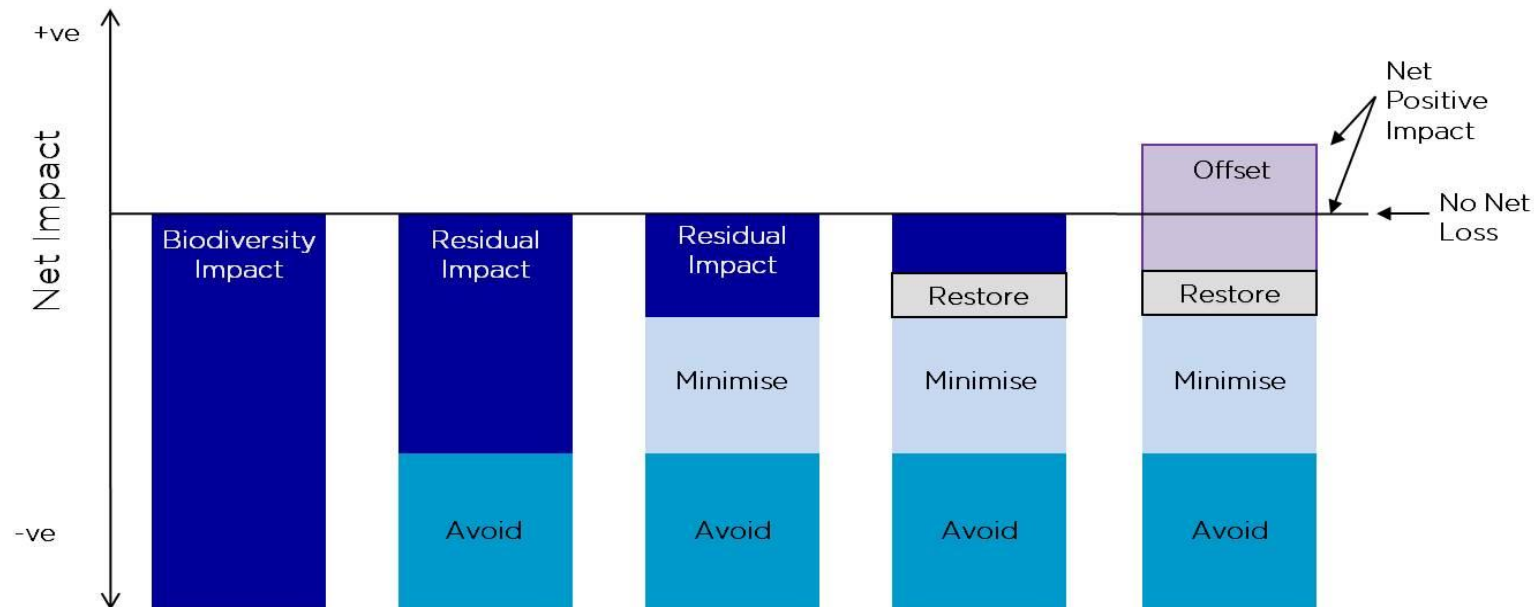 +ve
Net Impact
-ve
Biodiversity
Impact
Residual
Impact
Avoid
Residual
Impact
Minimise
Avoid
Restore
Minimise
Avoid
Offset
Restore
Minimise
Avoid
Net
Positive
Impact
No Net
Loss